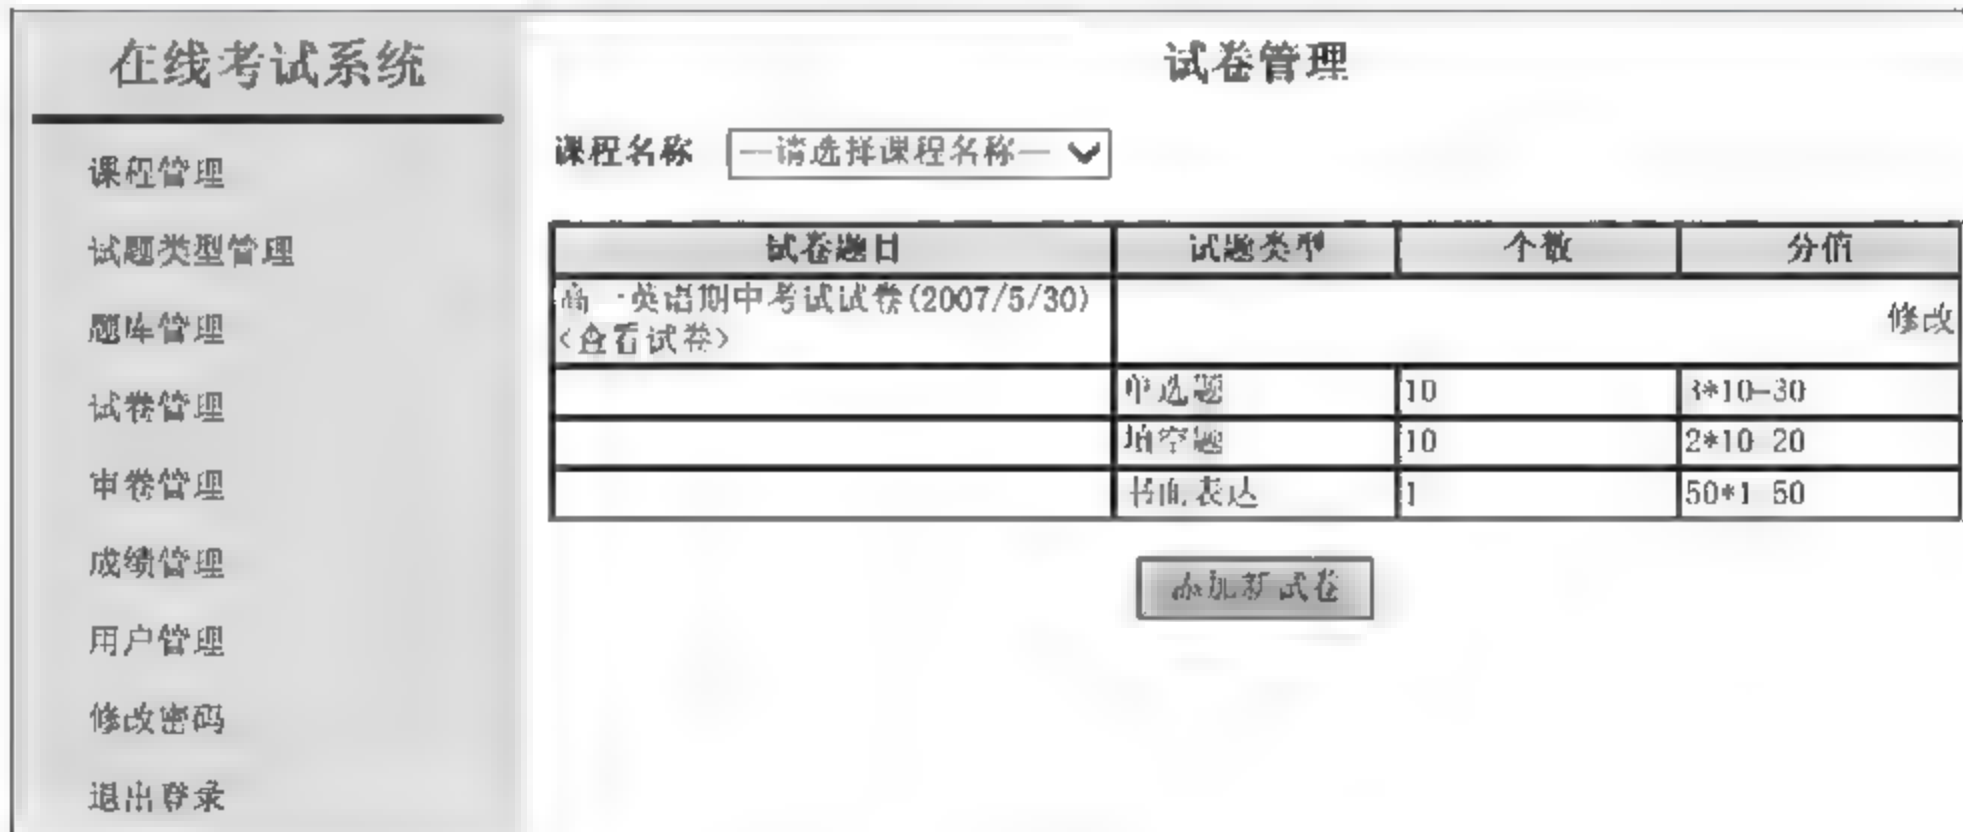 在线考试系统
课程管理
试题类型管理
题库管理
试卷管理
审卷管理
成绩管理
用户管理
修改密码
退出登录
试卷管理
课程名称 —请选择课程名称—
试卷题目 试题类型 个数 分值
高一英语期中考试试卷(2007/5/30)
<查看试卷> 修改
单选题 10 3*10=30
填空题 10 2*10=20
书面表达 1 50*1=50
添加新试卷